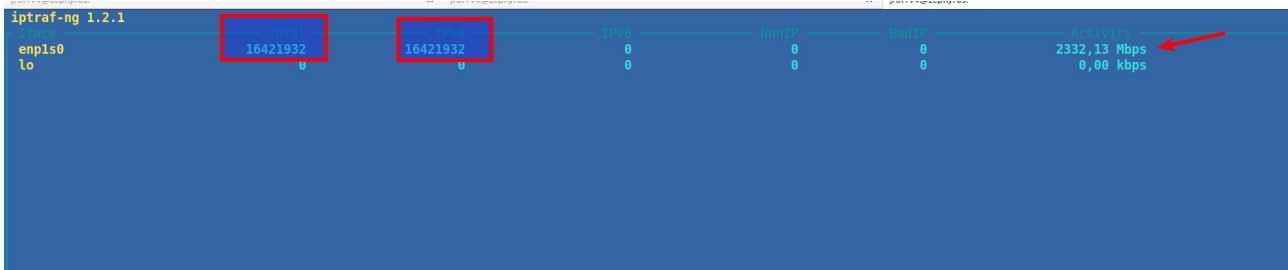 iptraf-ng 1.2.1
Iface Total IPv4 IPv6 NonIP BadIP Activity
enp1s0 16421932 16421932 0 0 0 2332,13 Mbps
lo 0 0 0 0 0 0,00 kbps